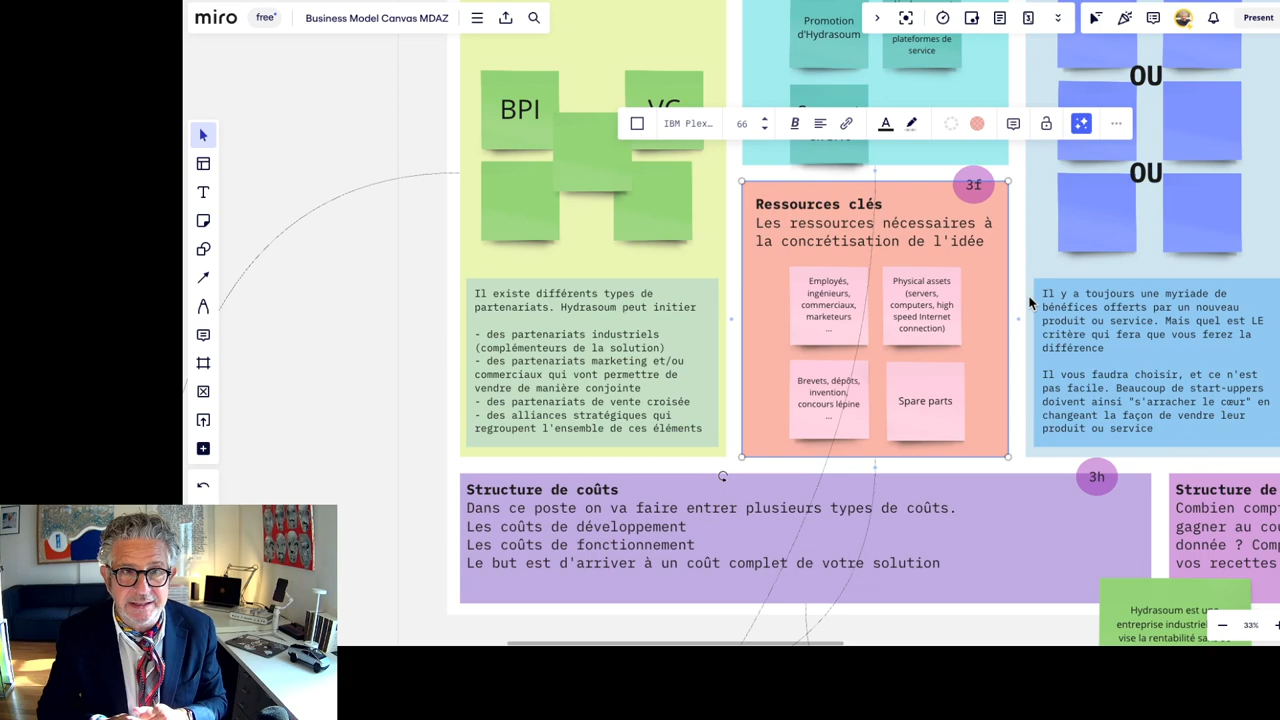 miro
free
Business Model Canvas MDAZ
Present
Promotion
d'Hydrasoum
plateformes de
service
BPI
OU
OU
IBM Plex...
66
B
A
3f
Ressources clés
Les ressources nécessaires à
la concrétisation de l'idée
Employés,
ingénieurs,
commerciaux,
marketeurs
...
Physical assets
(servers,
computers, high
speed Internet
connection)
Brevets, dépôts,
invention,
concours lépine
...
Spare parts
Il existe différents types de
partenariats. Hydrasoum peut initier
- des partenariats industriels
(complémenteurs de la solution)
- des partenariats marketing et/ou
commerciaux qui vont permettre de
vendre de manière conjointe
- des partenariats de vente croisée
- des alliances stratégiques qui
regroupent l'ensemble de ces éléments
Il y a toujours une myriade de
bénéfices offerts par un nouveau
produit ou service. Mais quel est LE
critère qui fera que vous ferez la
différence
Il vous faudra choisir, et ce n'est
pas facile. Beaucoup de start-uppers
doivent ainsi "s'arracher le cœur" en
changeant la façon de vendre leur
produit ou service
3h
Structure de coûts
Dans ce poste on va faire entrer plusieurs types de coûts.
Les coûts de développement
Les coûts de fonctionnement
Le but est d'arriver à un coût complet de votre solution
Structure de
Combien
gagner au
donnée ?
vos recettes
Hydrasoum est une
entreprise
vise la rentabilité
33%